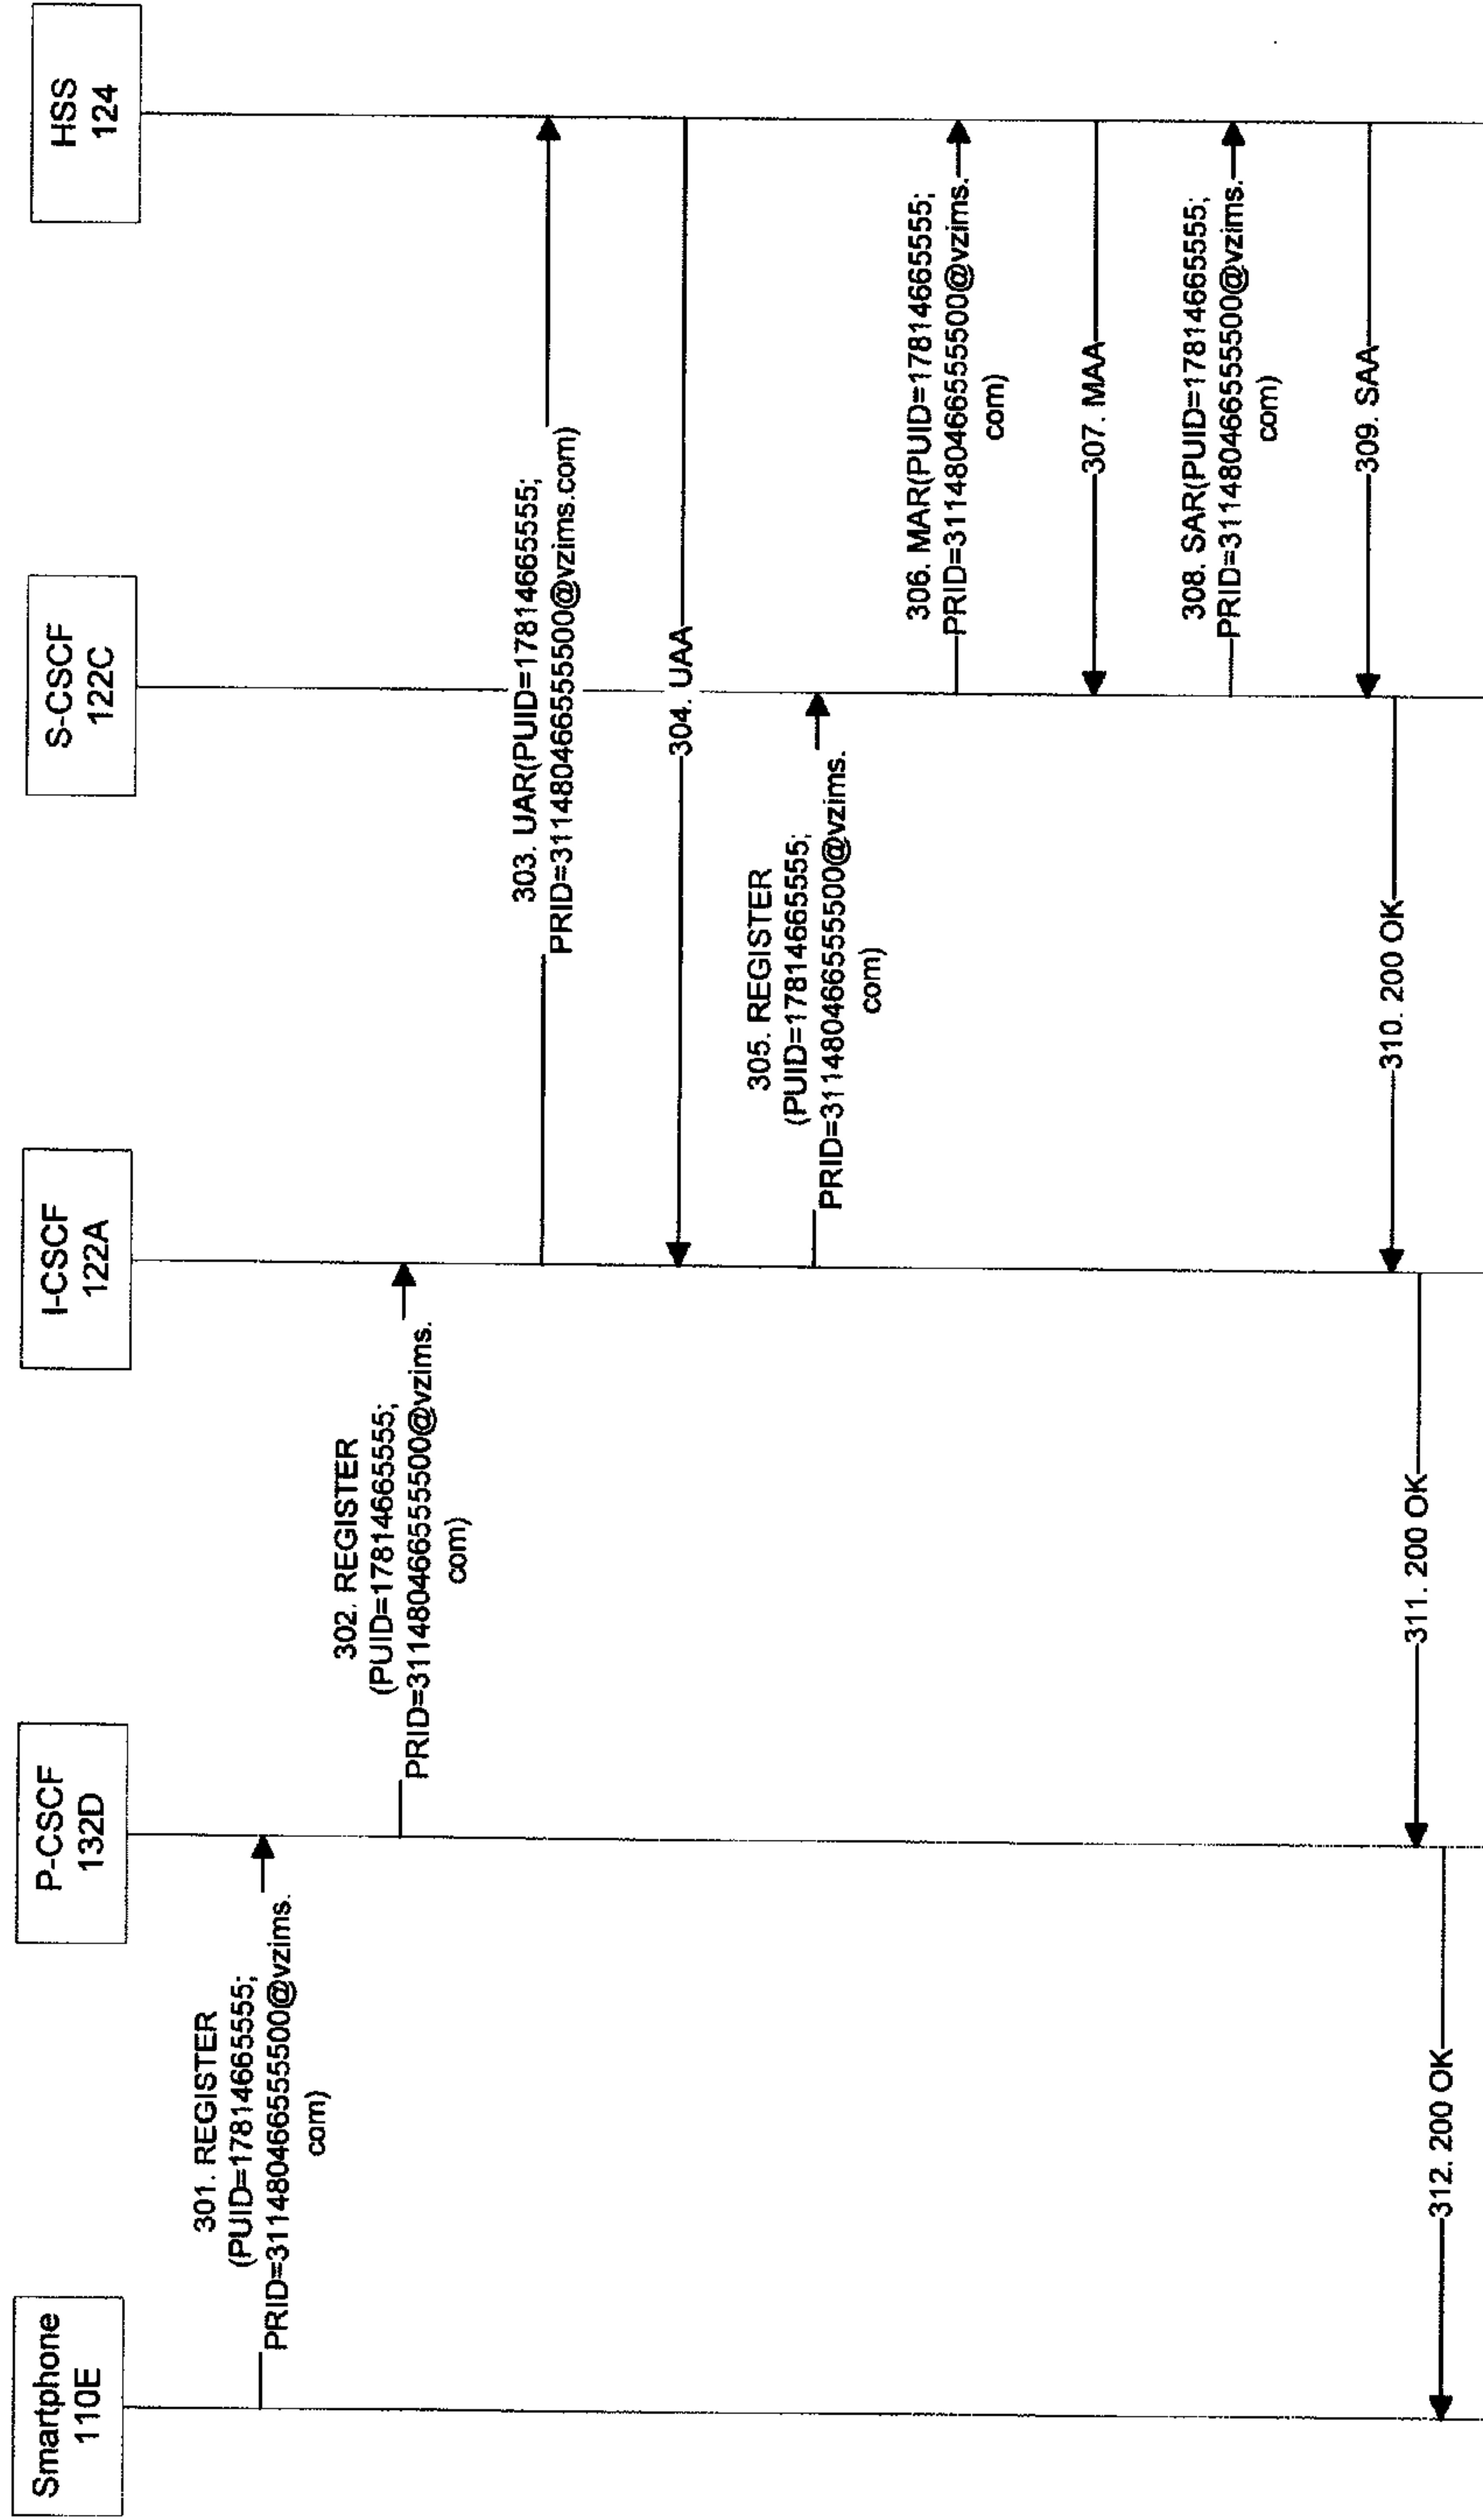 Smartphone
110E
P-CSCF
132D
I-CSCF
122A
S-CSCF
122C
HSS
124
301. REGISTER
(PUID=17814665555;
PRID=311480466555500@vzims.
com)
302. REGISTER
(PUID=17814665555;
PRID=311480466555500@vzims.
com)
303. UAR(PUID=17814665555;
PRID=311480466555500@vzims.com)
304. UAA
305. REGISTER
(PUID=17814665555;
PRID=311480466555500@vzims.
com)
306. MAR(PUID=17814665555;
PRID=311480466555500@vzims.
com)
307. MAA
308. SAR(PUID=17814665555;
PRID=311480466555500@vzims.
com)
309. SAA
310. 200 OK
311. 200 OK
312. 200 OK